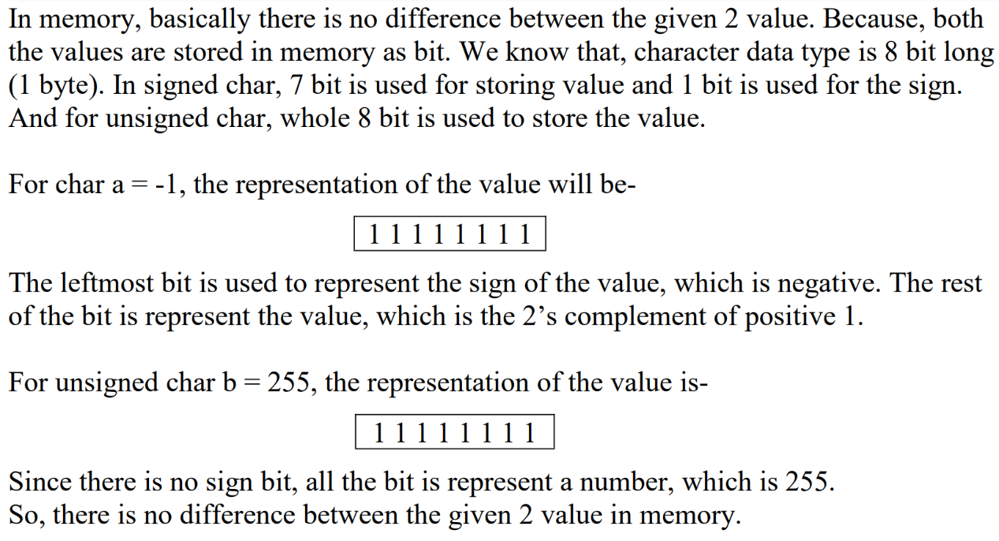 In memory, basically there is no difference between the given 2 value. Because, both
the values are stored in memory as bit. We know that, character data type is 8 bit long
(1 byte). In signed char, 7 bit is used for storing value and 1 bit is used for the sign.
And for unsigned char, whole 8 bit is used to store the value.
For char a = -1, the representation of the value will be-
1 1 1 1 1 1 1 1
The leftmost bit is used to represent the sign of the value, which is negative. The rest
of the bit is represent the value, which is the 2’s complement of positive 1.
For unsigned char b = 255, the representation of the value is-
1 1 1 1 1 1 1 1
Since there is no sign bit, all the bit is represent a number, which is 255.
So, there is no difference between the given 2 value in memory.